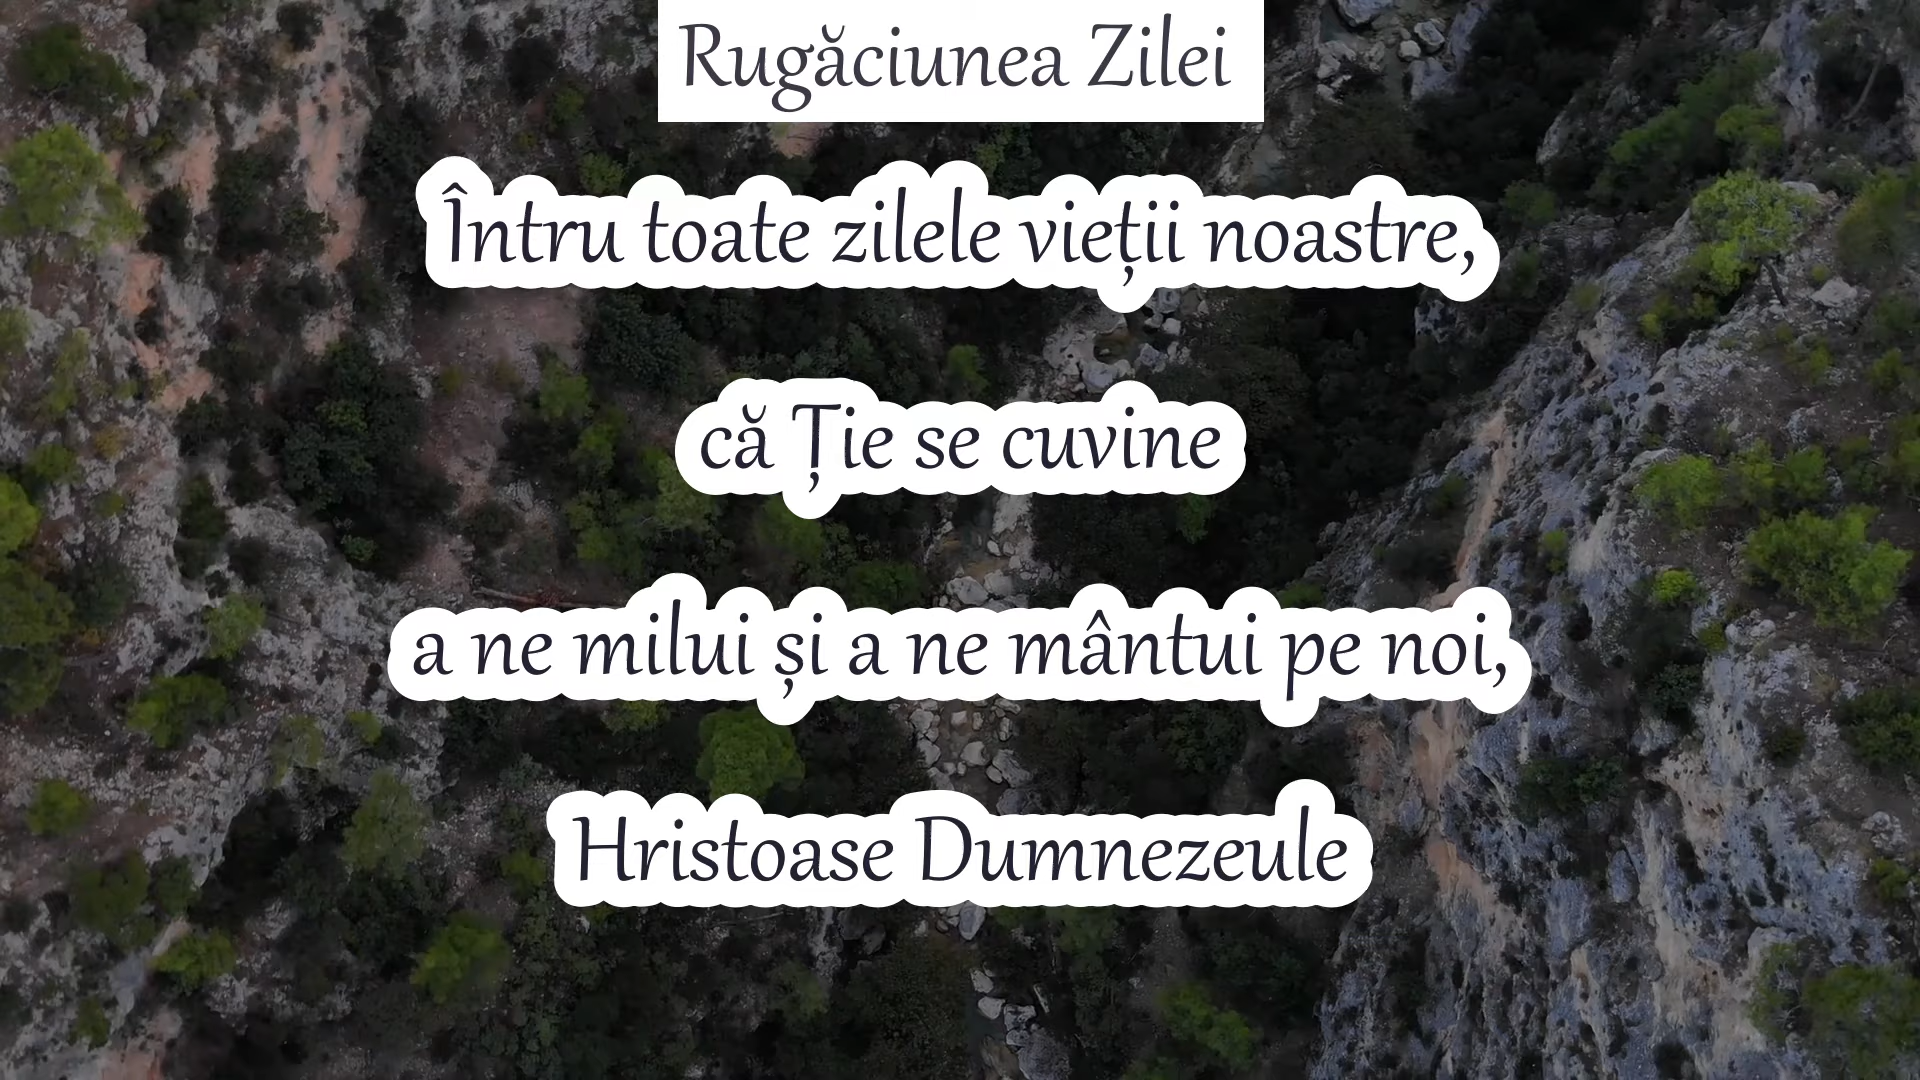 Rugăciunea Zilei
Întru toate zilele vieții noastre,
că Ție se cuvine
a ne milui și a ne mântui pe noi,
Hristoase Dumnezeule